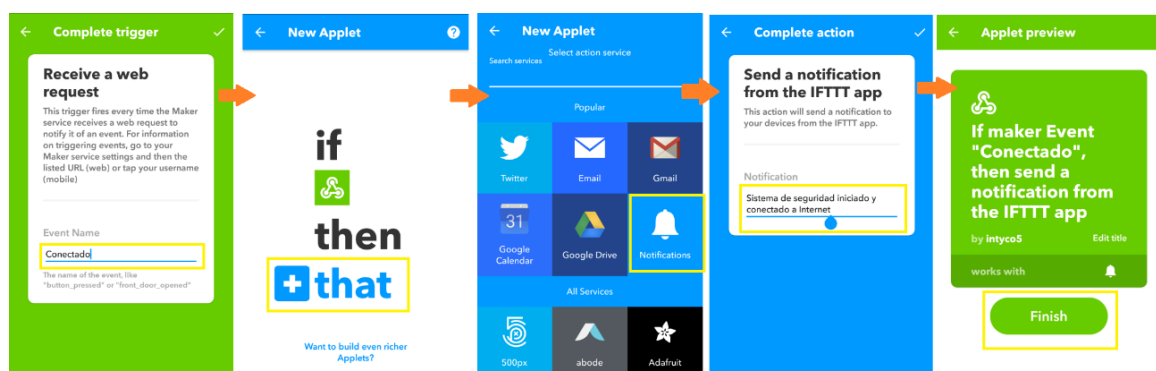 Complete trigger
Receive a web
request
This trigger fires every time the Maker
service receives a web request to
notify it of an event. For information
on triggering events, go to your
Maker service settings and then the
listed URL (web) or tap your username
(mobile)
Event Name
Conectado
The name of the event, like
"button_pressed" or "front_door_opened"
New Applet
?
if
then
+ that
Want to build even richer
Applets?
New Applet
Select action service
Search services
Popular
Twitter
Email
Gmail
31
Google
Calendar
Google Drive
Notifications
All Services
5
500px
abode
Adafruit
Complete action
Send a notification
from the IFTTT app
This action will send a notification to
your devices from the IFTTT app.
Notification
Sistema de seguridad iniciado y
conectado a Internet
Applet preview
If maker Event
"Conectado",
then send a
notification from
the IFTTT app
by intyco5
Edit title
works with
Finish